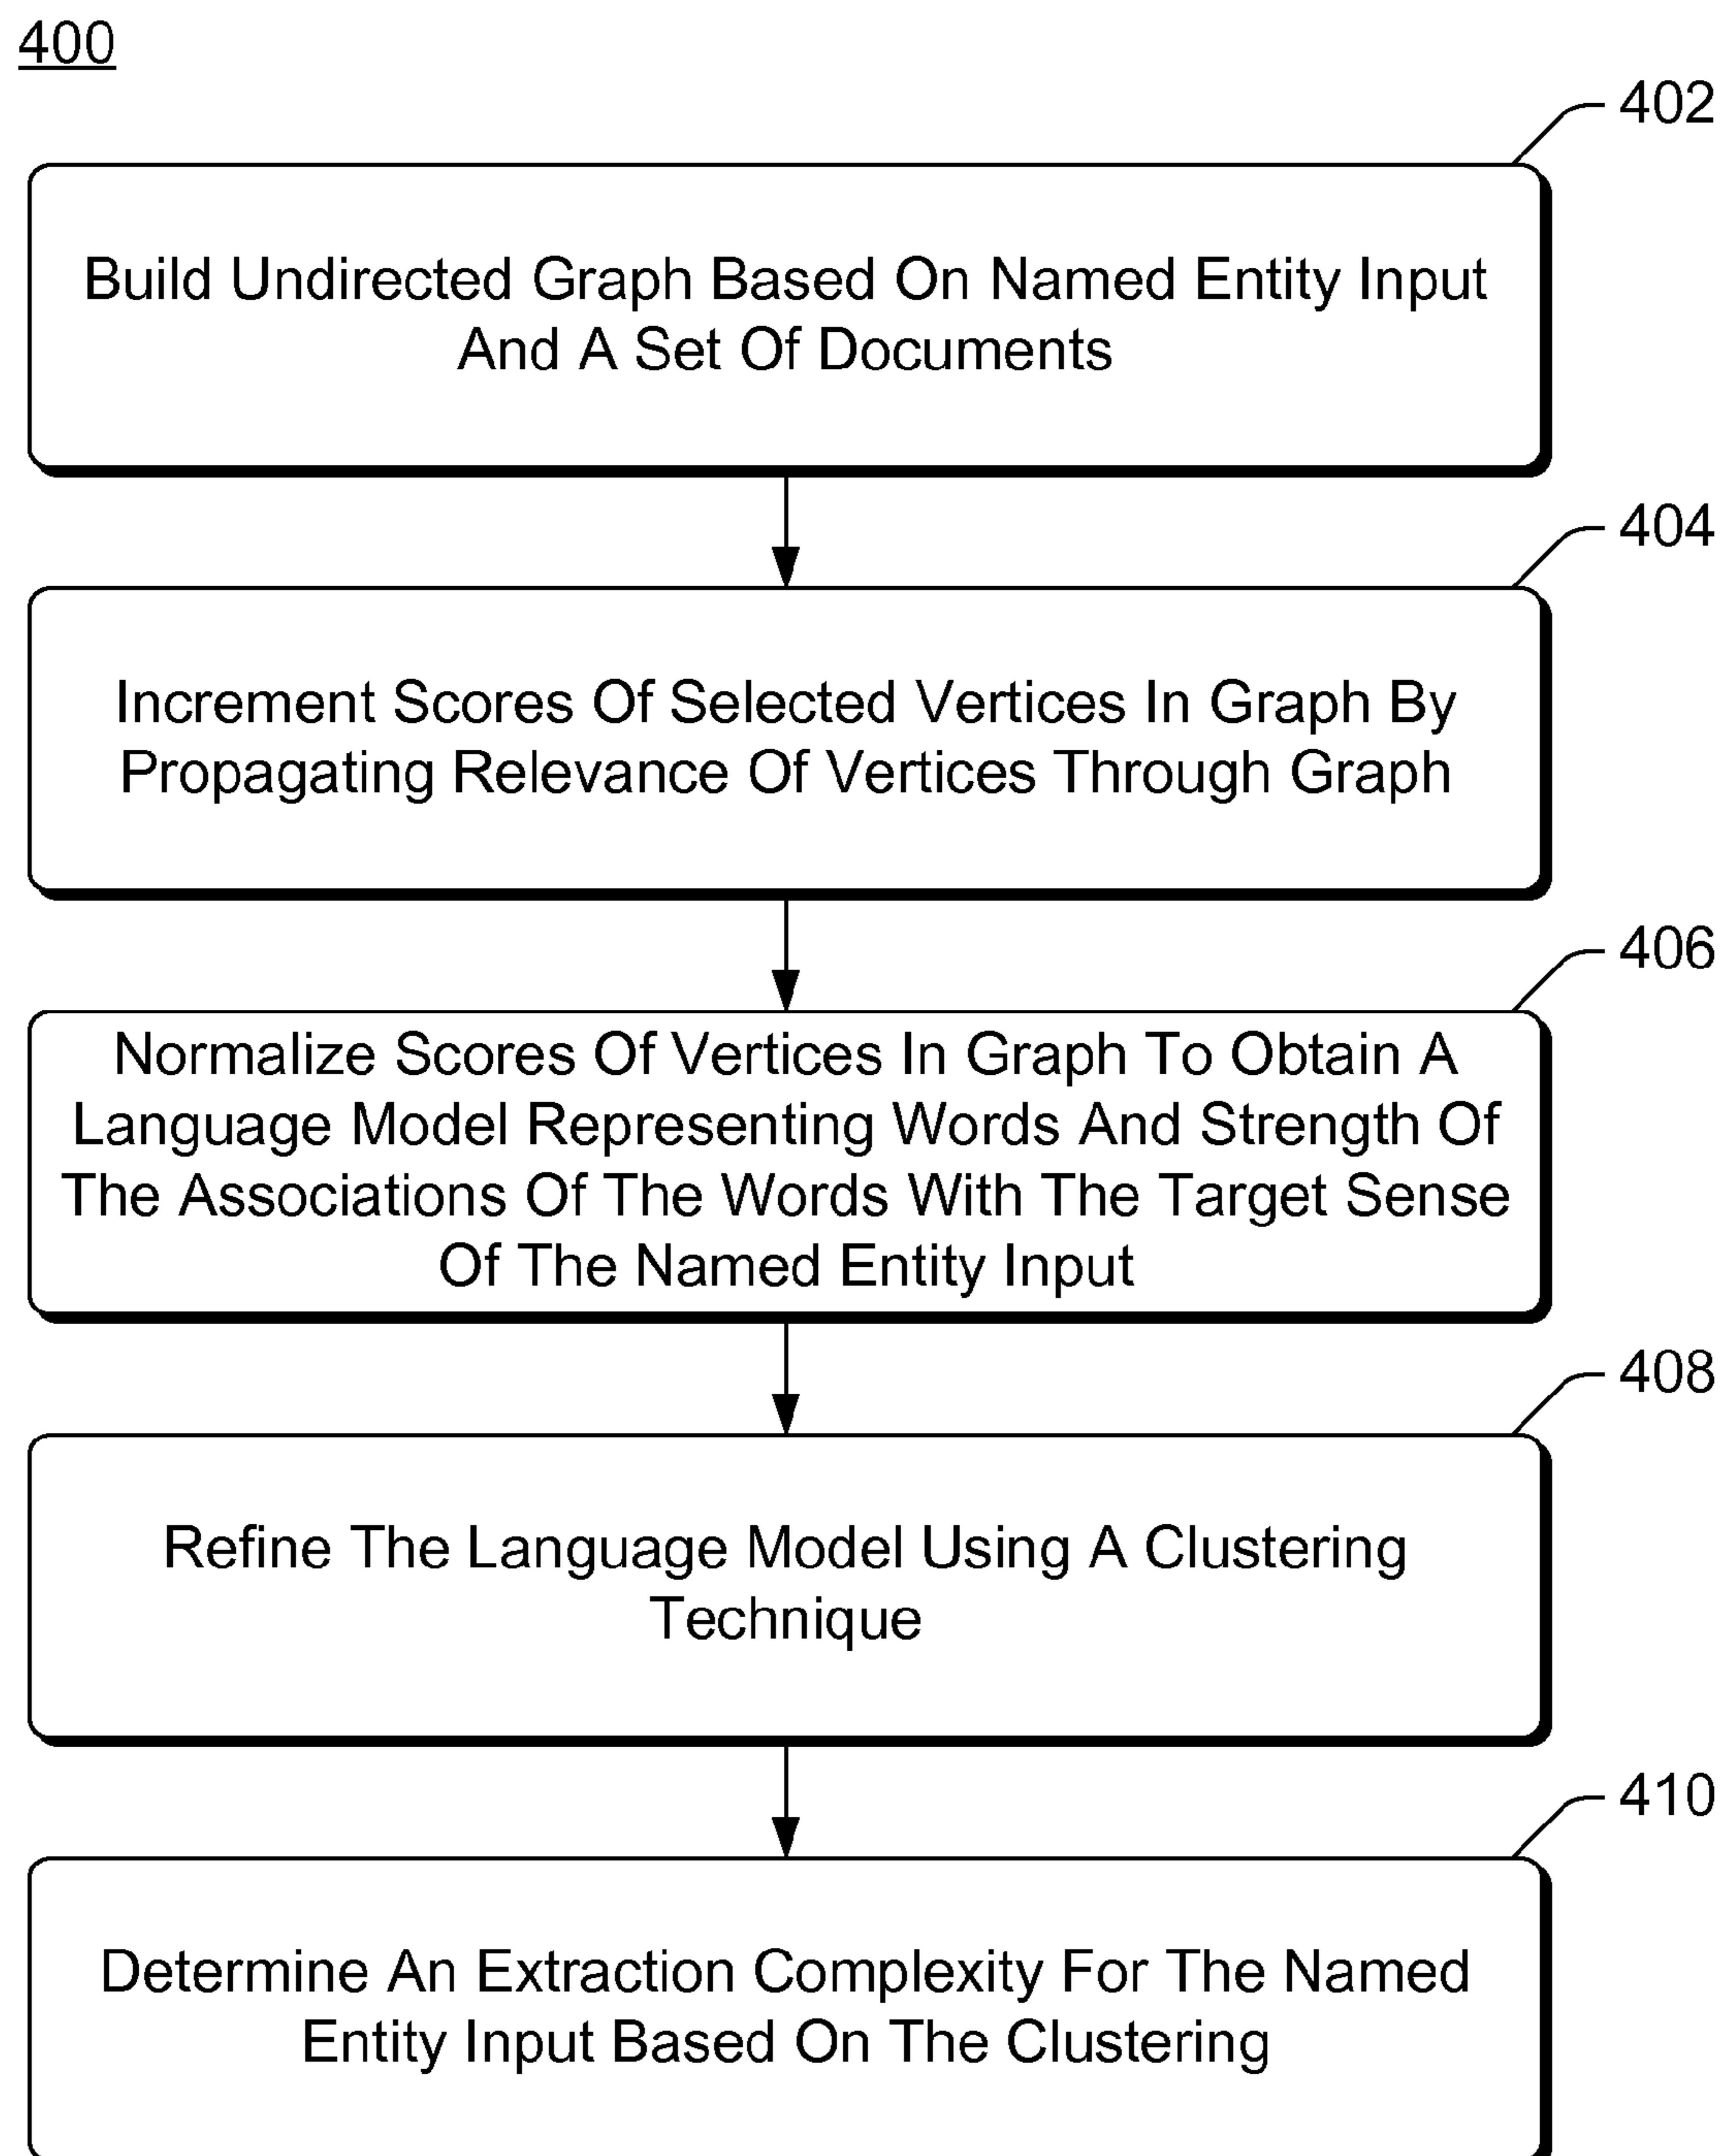 400
402
Build Undirected Graph Based On Named Entity Input
And A Set Of Documents
404
Increment Scores Of Selected Vertices In Graph By
Propagating Relevance Of Vertices Through Graph
406
Normalize Scores Of Vertices In Graph To Obtain A
Language Model Representing Words And Strength Of
The Associations Of The Words With The Target Sense
Of The Named Entity Input
408
Refine The Language Model Using A Clustering
Technique
410
Determine An Extraction Complexity For The Named
Entity Input Based On The Clustering